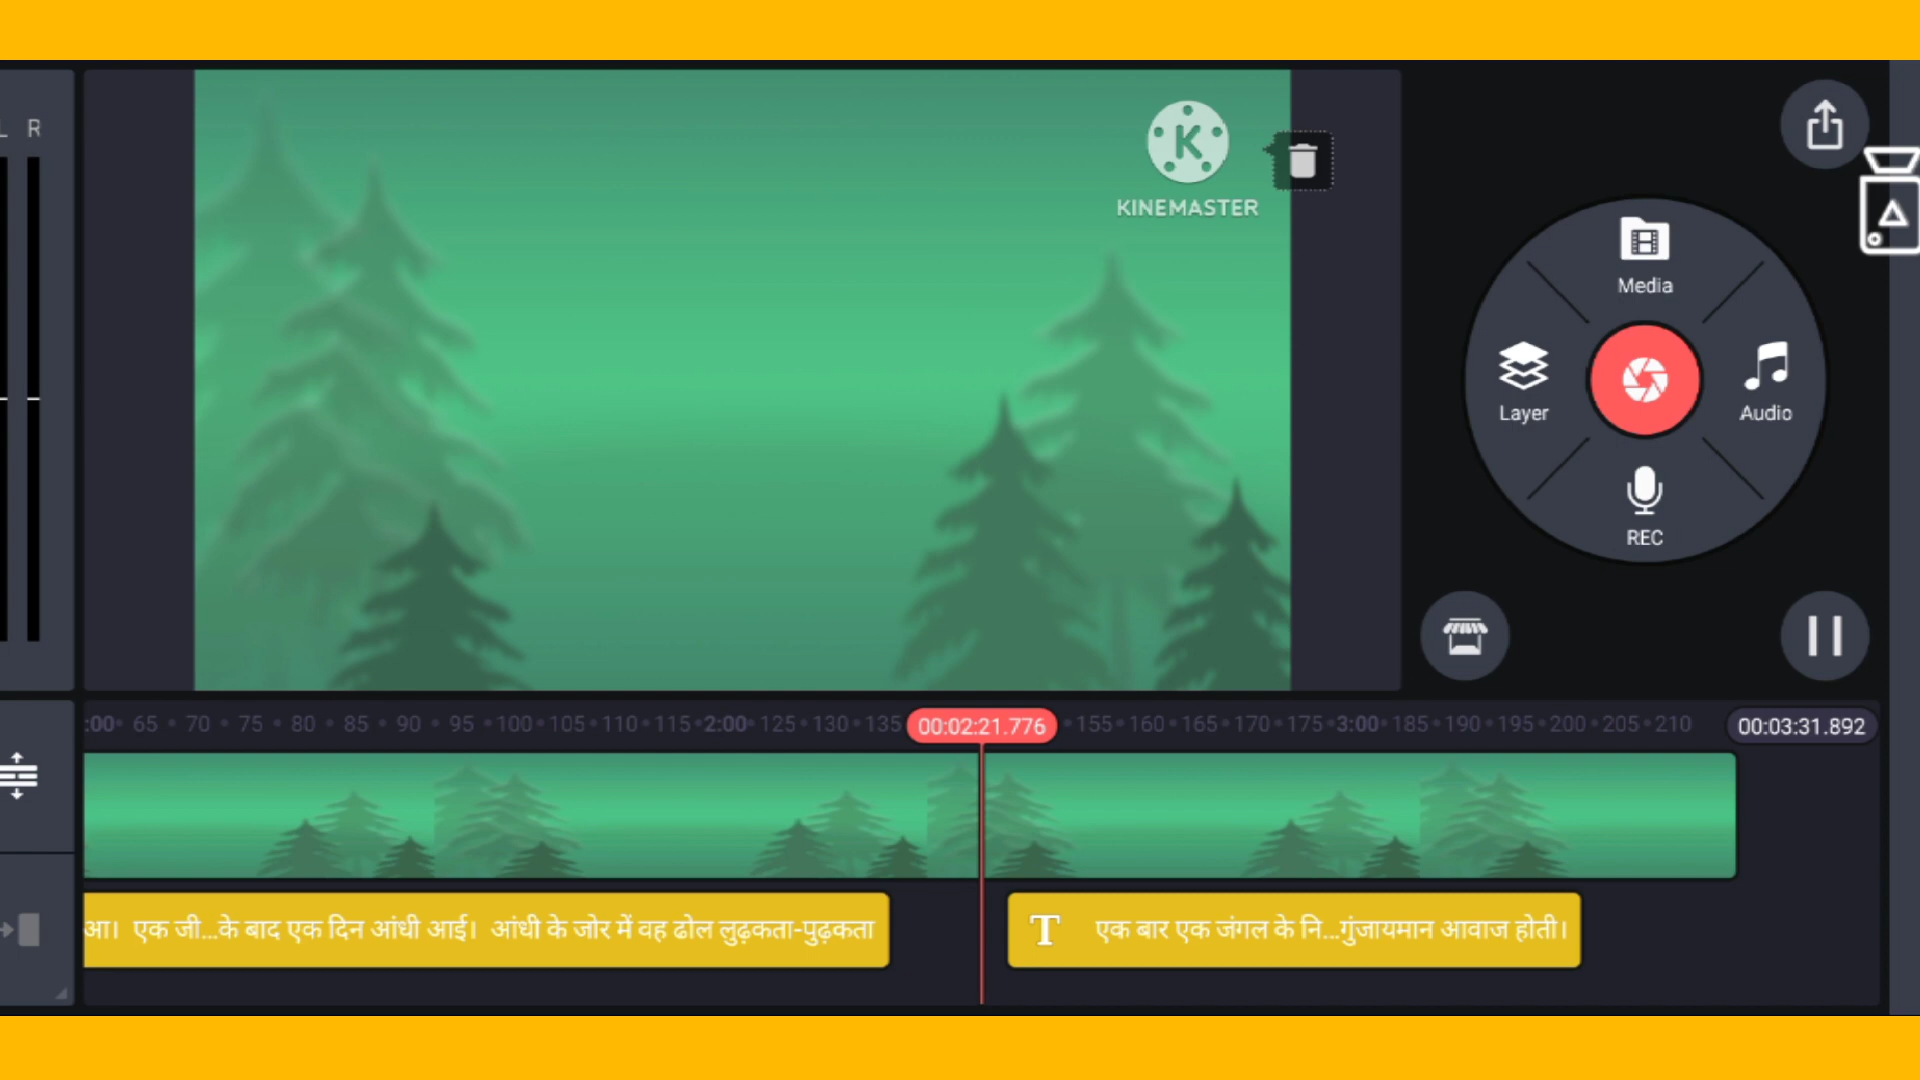 L R
KINEMASTER
Media
Layer
Audio
REC
:00 65 70 75 80 85 90 95 100 105 110 115 2:00 125 130 135 00:02:21.776 155 160 165 170 175 3:00 185 190 195 200 205 210 00:03:31.892
आ। एक जी...के बाद एक दिन आंधी आई। आंधी के जोर में वह ढोल लुढ़कता-पुढ़कता
T एक बार एक जंगल के नि...गुंजायमान आवाज होती।